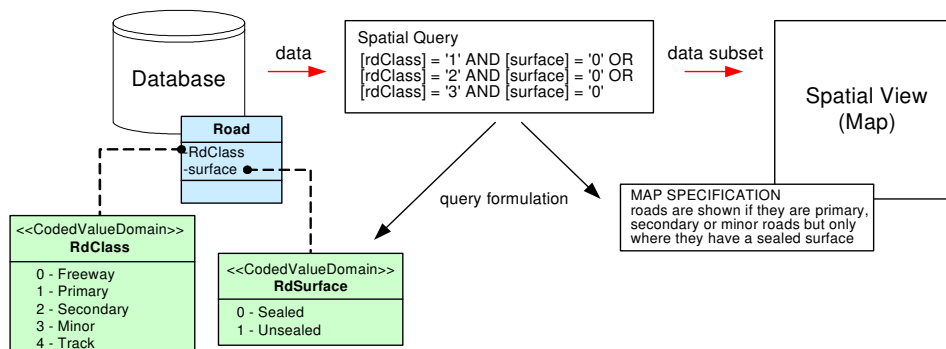 Database
data
Spatial Query
[rdClass] = '1' AND [surface] = '0' OR
[rdClass] = '2' AND [surface] = '0' OR
[rdClass] = '3' AND [surface] = '0'
data subset
Spatial View
(Map)
Road
-RdClass
-surface
query formulation
MAP SPECIFICATION
roads are shown if they are primary,
secondary or minor roads but only
where they have a sealed surface
<<CodedValueDomain>>
RdClass
0 - Freeway
1 - Primary
2 - Secondary
3 - Minor
4 - Track
<<CodedValueDomain>>
RdSurface
0 - Sealed
1 - Unsealed